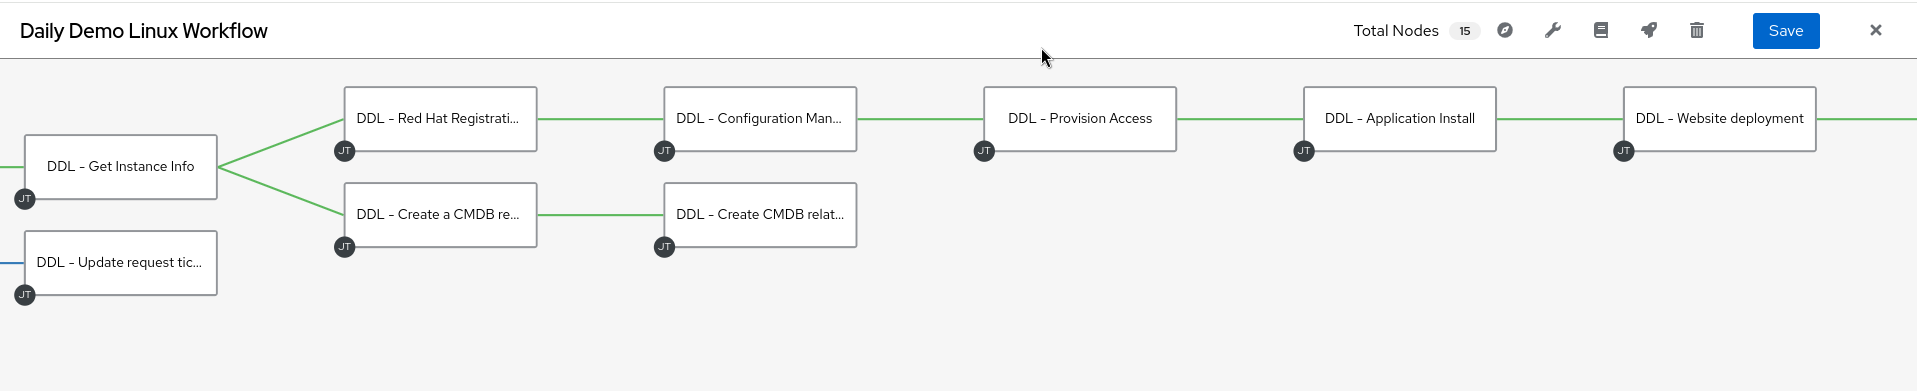 Daily Demo Linux Workflow
Total Nodes 15
Save
DDL - Red Hat Registrati...
JT
DDL - Configuration Man...
JT
DDL - Provision Access
JT
DDL - Application Install
JT
DDL - Website deployment
JT
DDL - Get Instance Info
JT
DDL - Create a CMDB re...
JT
DDL - Create CMDB relat...
JT
DDL - Update request tic...
JT